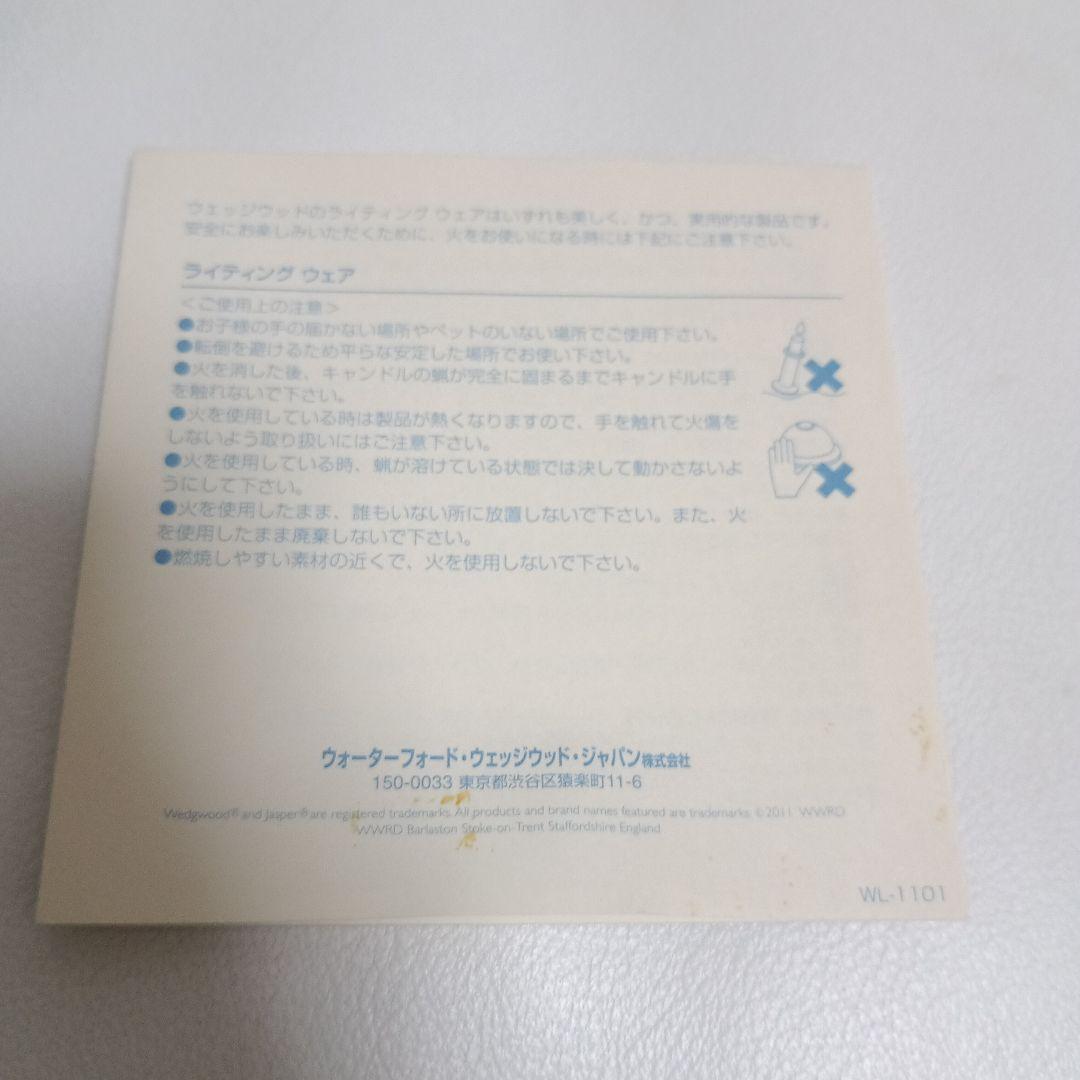 ウェッジウッドのライティング ウェアはいずれも美しく、かつ、実用的な製品です。
安全にお楽しみいただくために、火をお使いになる時には下記にご注意下さい。
ライティング ウェア
<ご使用上の注意>
●お子様の手の届かない場所やペットのいない場所でご使用下さい。
●転倒を避けるため平らな安定した場所でお使い下さい。
●火を消した後、キャンドルの蝋が完全に固まるまでキャンドルに手
を触れないで下さい。
●火を使用している時は製品が熱くなりますので、手を触れて火傷を
しないよう取り扱いにはご注意下さい。
●火を使用している時、蝋が溶けている状態では決して動かさないよ
うにして下さい。
●火を使用したまま、誰もいない所に放置しないで下さい。また、火
を使用したまま廃棄しないで下さい。
●燃焼しやすい素材の近くで、火を使用しないで下さい。
ウォーターフォード・ウェッジウッド・ジャパン株式会社
150-0033 東京都渋谷区猿楽町11-6
Wedgwood® and Jasper® are registered trademarks. All products and brand names featured are trademarks. ©2011 WWRD
WWRD Barlaston Stoke-on-Trent Staffordshire England
WL-1101